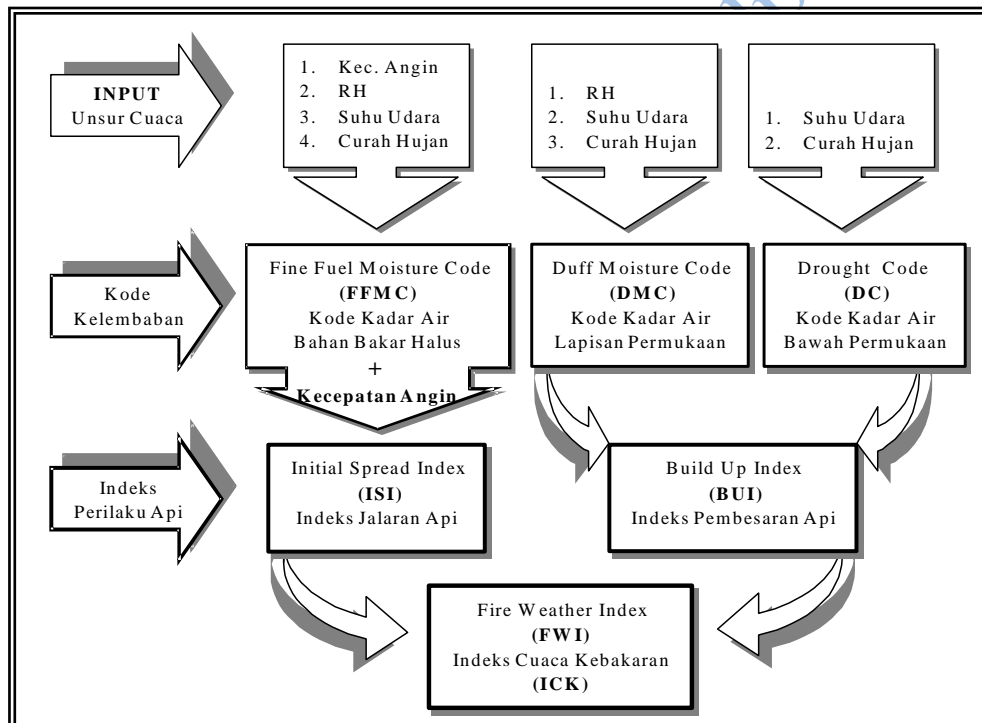 INPUT
Unsur Cuaca
1. Kec. Angin
2. RH
3. Suhu Udara
4. Curah Hujan
1. RH
2. Suhu Udara
3. Curah Hujan
1. Suhu Udara
2. Curah Hujan
Kode
Kelembaban
Fine Fuel Moisture Code
(FFMC)
Kode Kadar Air
Bahan Bakar Halus
+
Kecepatan Angin
Duff Moisture Code
(DMC)
Kode Kadar Air
Lapisan Permukaan
Drought Code
(DC)
Kode Kadar Air
Bawah Permukaan
Indeks
Perilaku Api
Initial Spread Index
(ISI)
Indeks Jalaran Api
Build Up Index
(BUI)
Indeks Pembesaran Api
Fire Weather Index
(FWI)
Indeks Cuaca Kebakaran
(ICK)